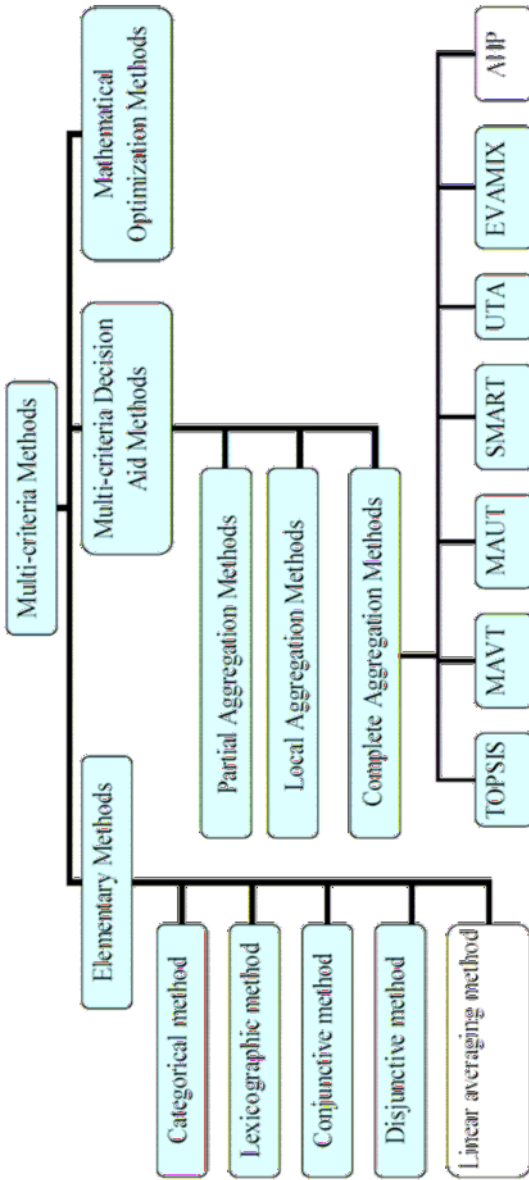 Multi-criteria Methods
Elementary Methods
Multi-criteria Decision
Aid Methods
Mathematical
Optimization Methods
Categorical method
Lexicographic method
Conjunctive method
Disjunctive method
Linear averaging method
Partial Aggregation Methods
Local Aggregation Methods
Complete Aggregation Methods
TOPSIS
MAVT
MAUT
SMART
UTA
EVAMIX
AHP